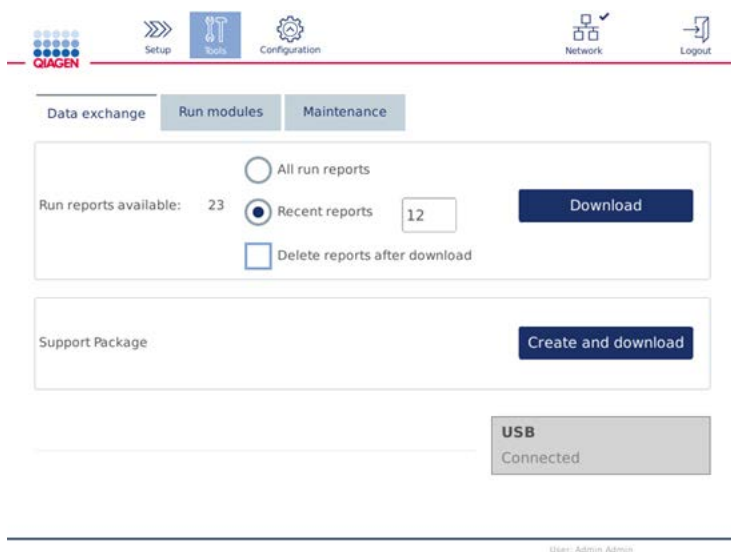 QIAGEN
Setup
Tools
Configuration
Network
Logout
Data exchange
Run modules
Maintenance
All run reports
Run reports available: 23
Recent reports
12
Download
Delete reports after download
Support Package
Create and download
USB
Connected
User: Admin Admin